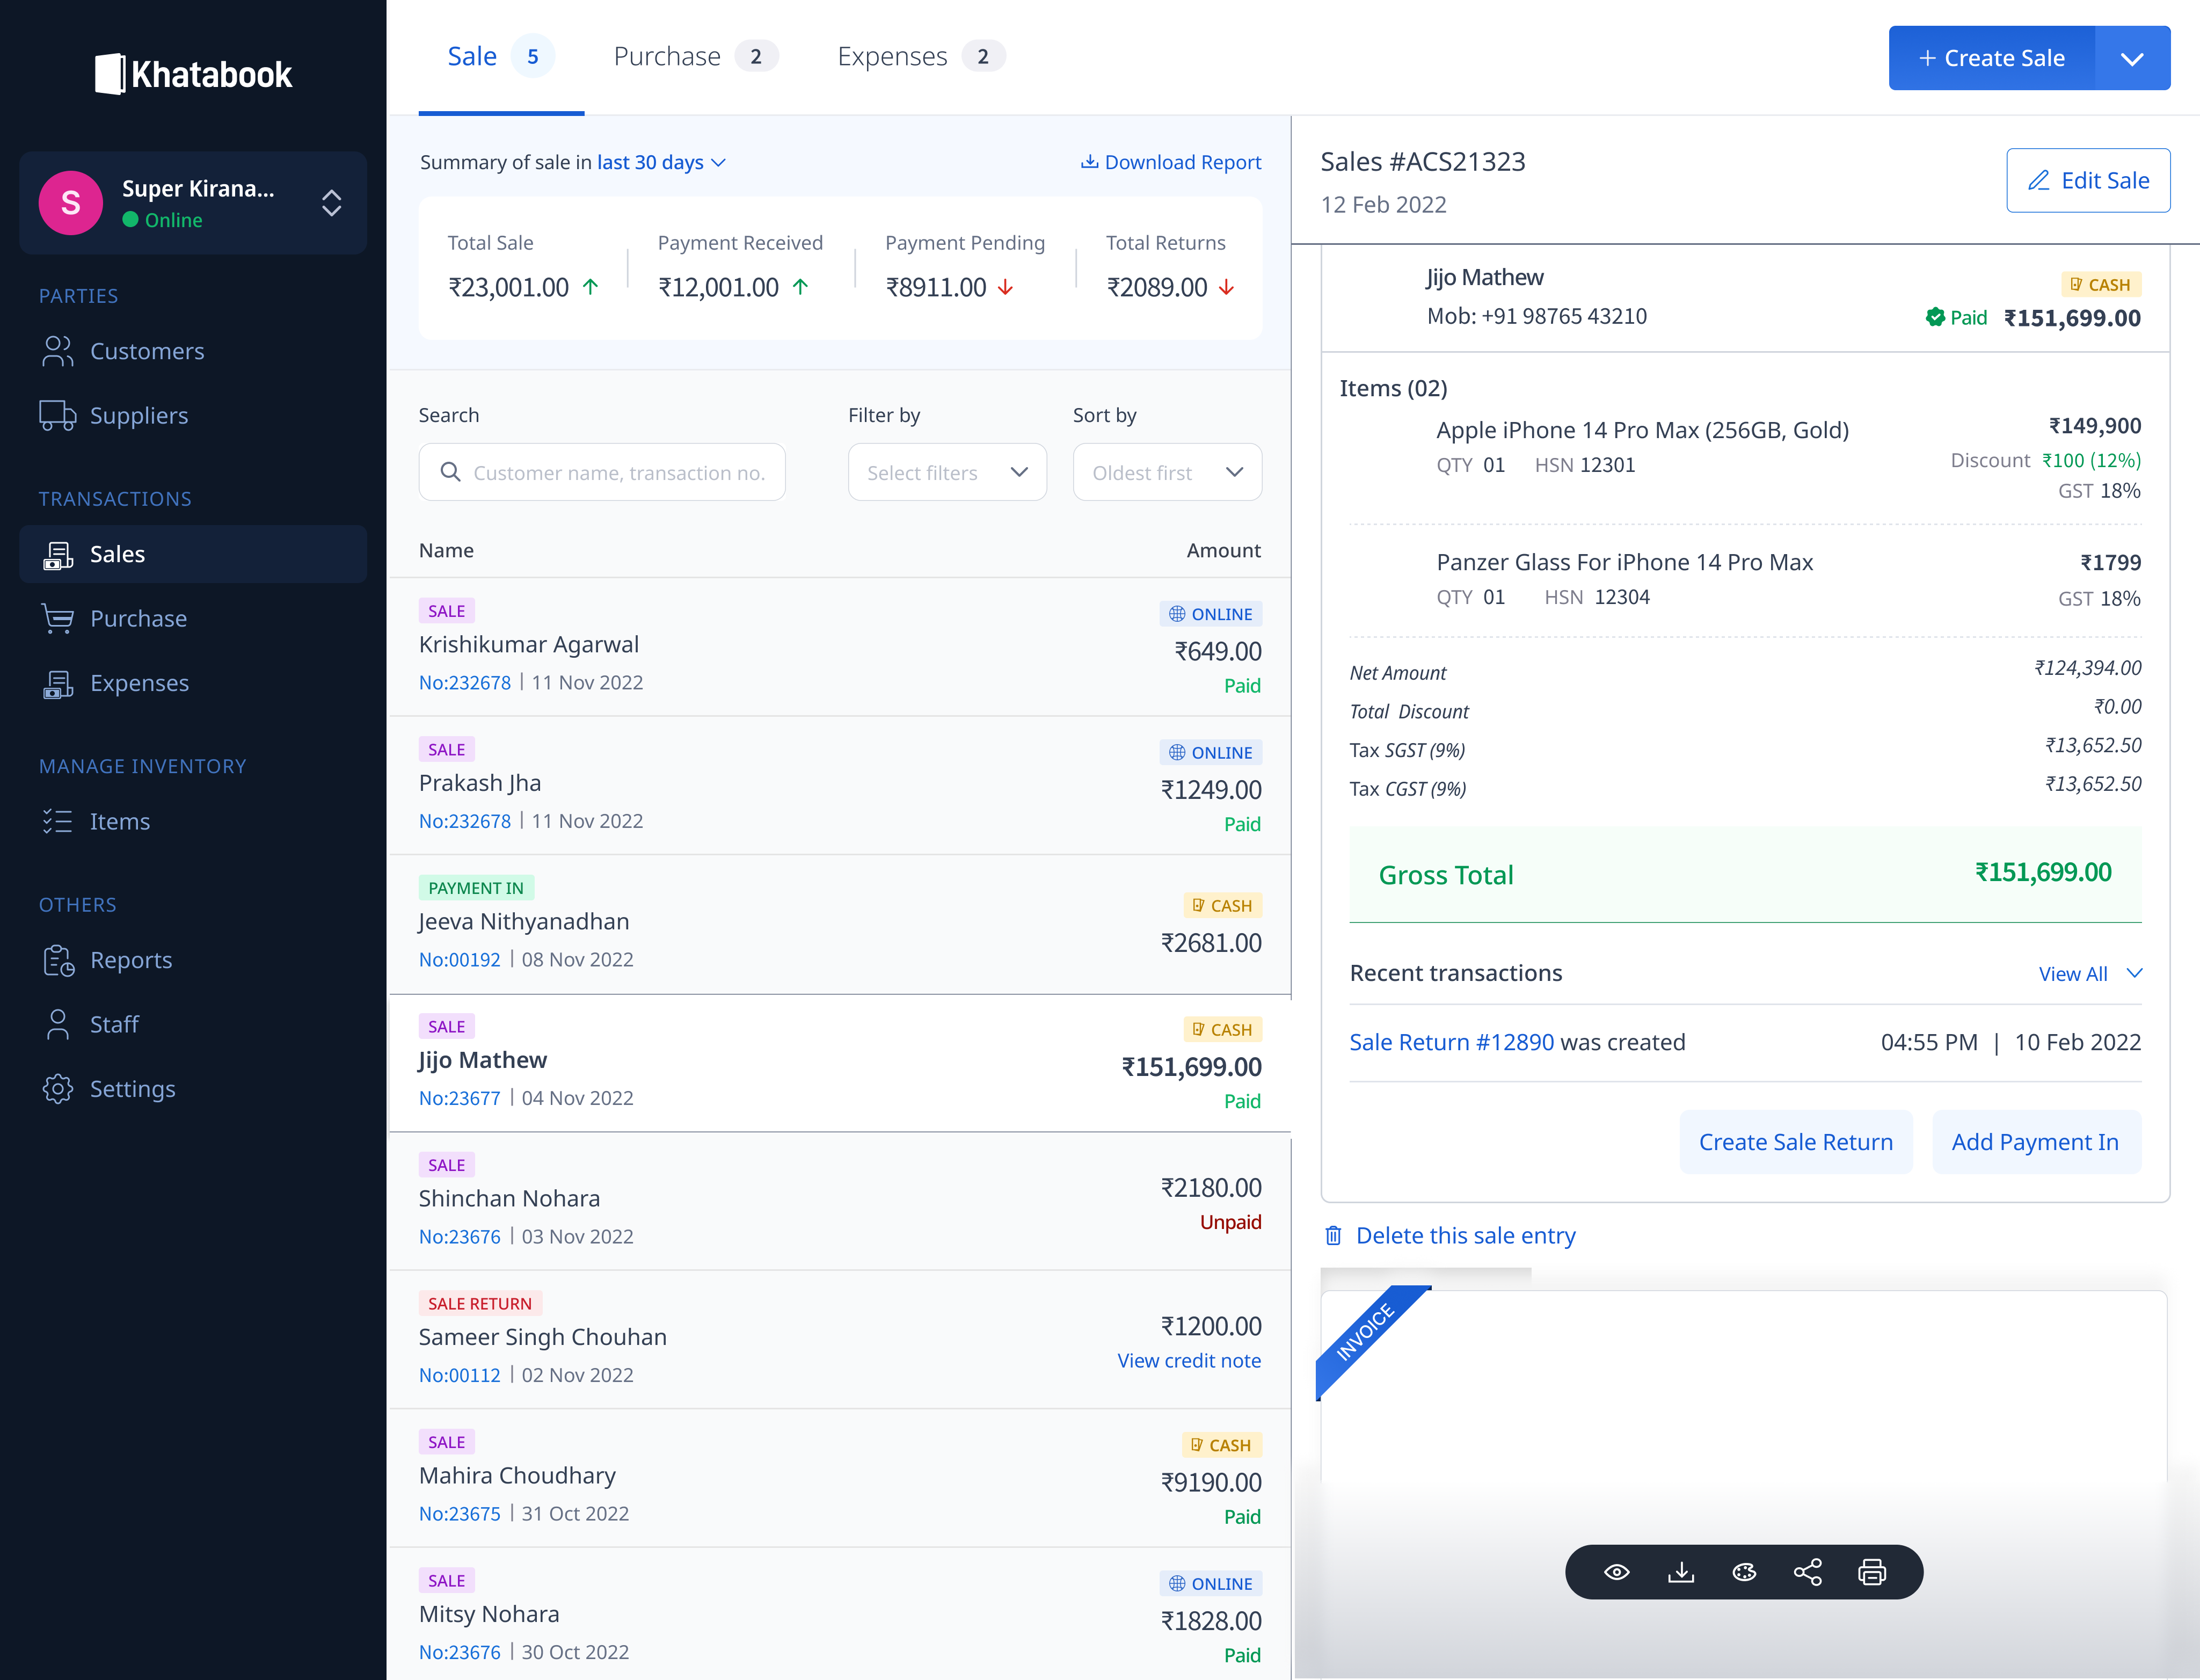 Khatabook
S
Super Kirana...
Online
PARTIES
Customers
Suppliers
TRANSACTIONS
Sales
Purchase
Expenses
MANAGE INVENTORY
Items
OTHERS
Reports
Staff
Settings
Sale 5 Purchase 2 Expenses 2
+ Create Sale
Summary of sale in last 30 days
Download Report
Total Sale Payment Received Payment Pending Total Returns
₹23,001.00 ₹12,001.00 ₹8911.00 ₹2089.00
Search Filter by Sort by
Customer name, transaction no. Select filters Oldest first
Name Amount
SALE ONLINE
Krishikumar Agarwal ₹649.00
No:232678 | 11 Nov 2022 Paid
SALE ONLINE
Prakash Jha ₹1249.00
No:232678 | 11 Nov 2022 Paid
PAYMENT IN CASH
Jeeva Nithyanadhan ₹2681.00
No:00192 | 08 Nov 2022
SALE CASH
Jijo Mathew ₹151,699.00
No:23677 | 04 Nov 2022 Paid
SALE
Shinchan Nohara ₹2180.00
No:23676 | 03 Nov 2022 Unpaid
SALE RETURN
Sameer Singh Chouhan ₹1200.00
No:00112 | 02 Nov 2022 View credit note
SALE CASH
Mahira Choudhary ₹9190.00
No:23675 | 31 Oct 2022 Paid
SALE ONLINE
Mitsy Nohara ₹1828.00
No:23676 | 30 Oct 2022 Paid
Sales #ACS21323
12 Feb 2022
Edit Sale
Jijo Mathew CASH
Mob: +91 98765 43210 Paid ₹151,699.00
Items (02)
Apple iPhone 14 Pro Max (256GB, Gold) ₹149,900
QTY 01 HSN 12301 Discount ₹100 (12%)
GST 18%
Panzer Glass For iPhone 14 Pro Max ₹1799
QTY 01 HSN 12304 GST 18%
Net Amount ₹124,394.00
Total Discount ₹0.00
Tax SGST (9%) ₹13,652.50
Tax CGST (9%) ₹13,652.50
Gross Total ₹151,699.00
Recent transactions View All
Sale Return #12890 was created 04:55 PM | 10 Feb 2022
Create Sale Return Add Payment In
Delete this sale entry
INVOICE